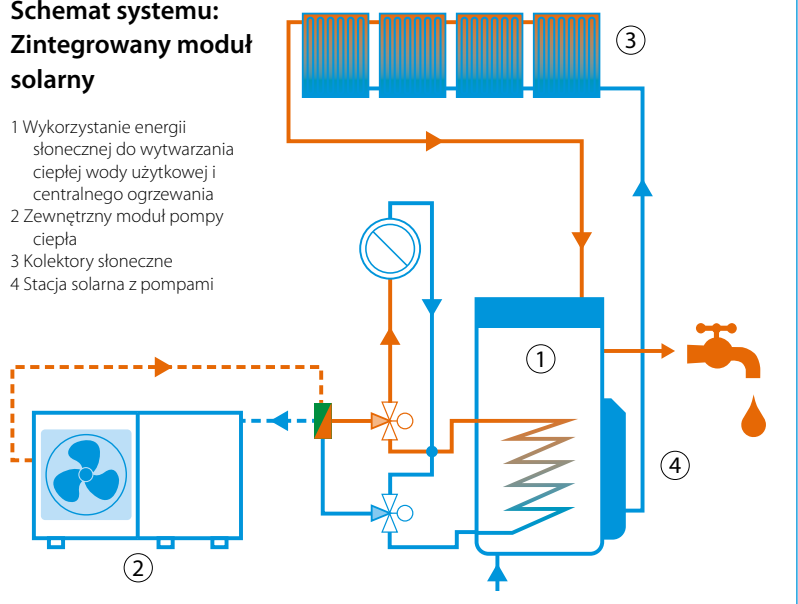 Schemat systemu:
Zintegrowany moduł
solarny
1 Wykorzystanie energii
słonecznej do wytwarzania
ciepłej wody użytkowej i
centralnego ogrzewania
2 Zewnętrzny moduł pompy
ciepła
3 Kolektory słoneczne
4 Stacja solarna z pompami
3
1
4
2